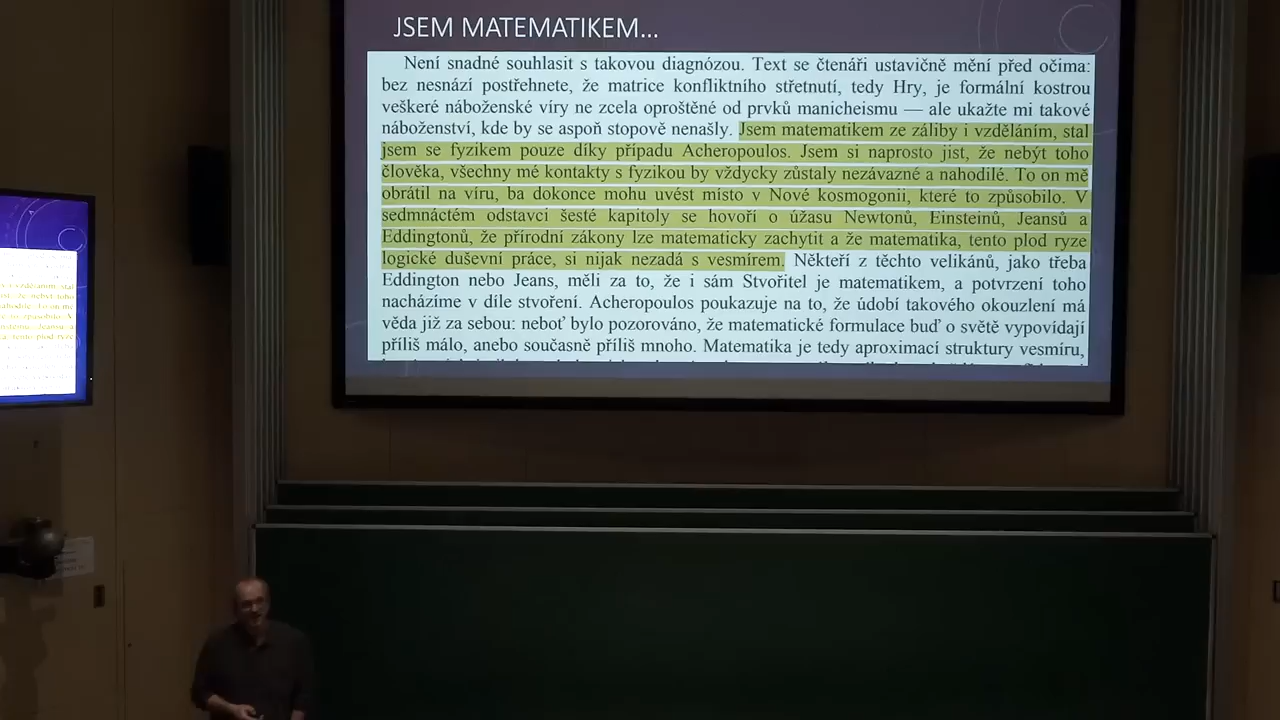 JSEM MATEMATIKEM...
Není snadné souhlasit s takovou diagnózou. Text se čtenáři ustavičně mění před očima:
bez nesnází postřehnete, že matrice konfliktního střetnutí, tedy Hry, je formální kostrou
veškeré náboženské víry ne zcela oproštěné od prvků manicheismu — ale ukažte mi takové
náboženství, kde by se aspoň stopově nenašly. Jsem matematikem ze záliby i vzděláním, stal
jsem se fyzikem pouze díky případu Acheropoulos. Jsem si naprosto jist, že nebýt toho
člověka, všechny mé kontakty s fyzikou by vždycky zůstaly nezávazné a nahodilé. To on mě
obrátil na víru, ba dokonce mohu uvést místo v Nové kosmogonii, které to způsobilo. V
sedmnáctém odstavci šesté kapitoly se hovoří o úžasu Newtonů, Einsteinů, Jeansů a
Eddingtonů, že přírodní zákony lze matematicky zachytit a že matematika, tento plod ryze
logické duševní práce, si nijak nezadá s vesmírem. Někteří z těchto velikánů, jako třeba
Eddington nebo Jeans, měli za to, že i sám Stvořitel je matematikem, a potvrzení toho
nacházíme v díle stvoření. Acheropoulos poukazuje na to, že údobí takového okouzlení má
věda již za sebou: neboť bylo pozorováno, že matematické formulace buď o světě vypovídají
příliš málo, anebo současně příliš mnoho. Matematika je tedy aproximací struktury vesmíru,